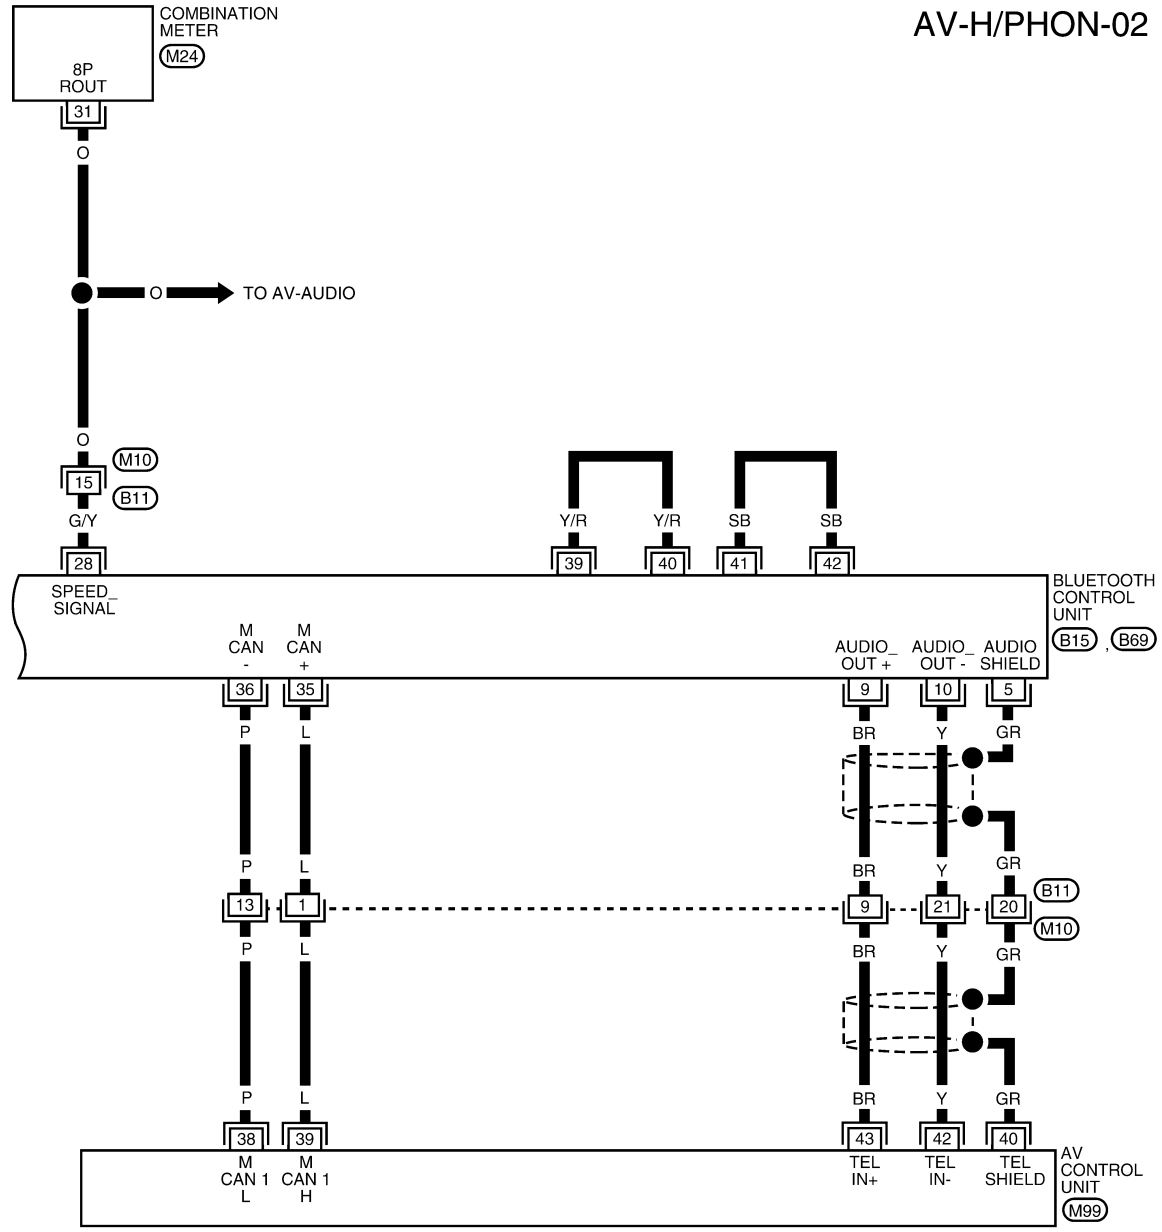 COMBINATION
METER
M24
AV-H/PHON-02
8P
ROUT
31
O
O
TO AV-AUDIO
O
M10
15
B11
G/Y
Y/R
Y/R
SB
SB
28
39
40
41
42
SPEED_
SIGNAL
BLUETOOTH
CONTROL
UNIT
B15 , B69
M
CAN
-
M
CAN
+
AUDIO_
OUT +
AUDIO_
OUT -
AUDIO
SHIELD
36
35
9
10
5
P
L
BR
Y
GR
P
L
BR
Y
GR
13
1
9
21
20
B11
M10
P
L
BR
Y
GR
P
L
BR
Y
GR
38
39
43
42
40
M
CAN 1
L
M
CAN 1
H
TEL
IN+
TEL
IN-
TEL
SHIELD
AV
CONTROL
UNIT
M99